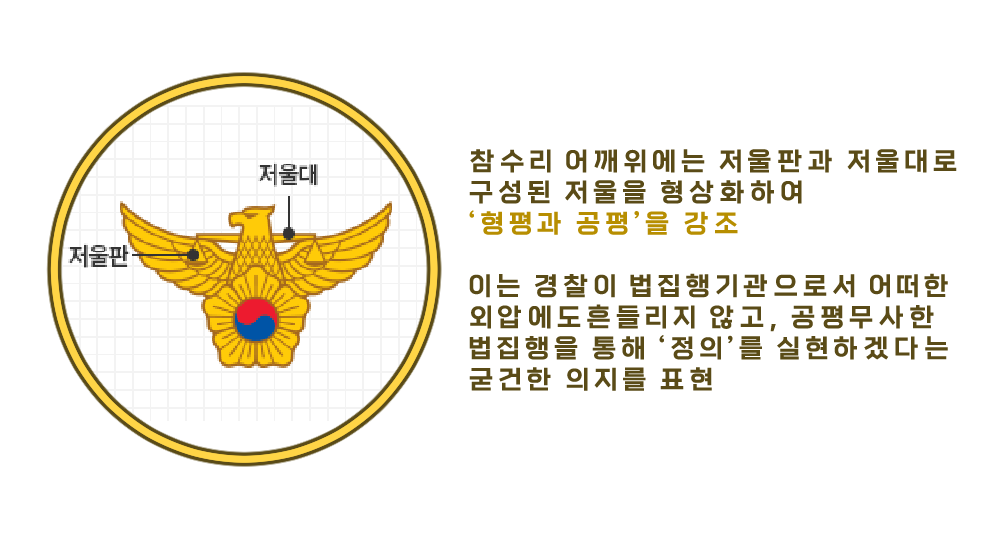 저울대
저울판
참수리 어깨위에는 저울판과 저울대로
구성된 저울을 형상화하여
‘형평과 공평’을 강조
이는 경찰이 법집행기관으로서 어떠한
외압에도흔들리지 않고, 공평무사한
법집행을 통해 ‘정의’를 실현하겠다는
굳건한 의지를 표현